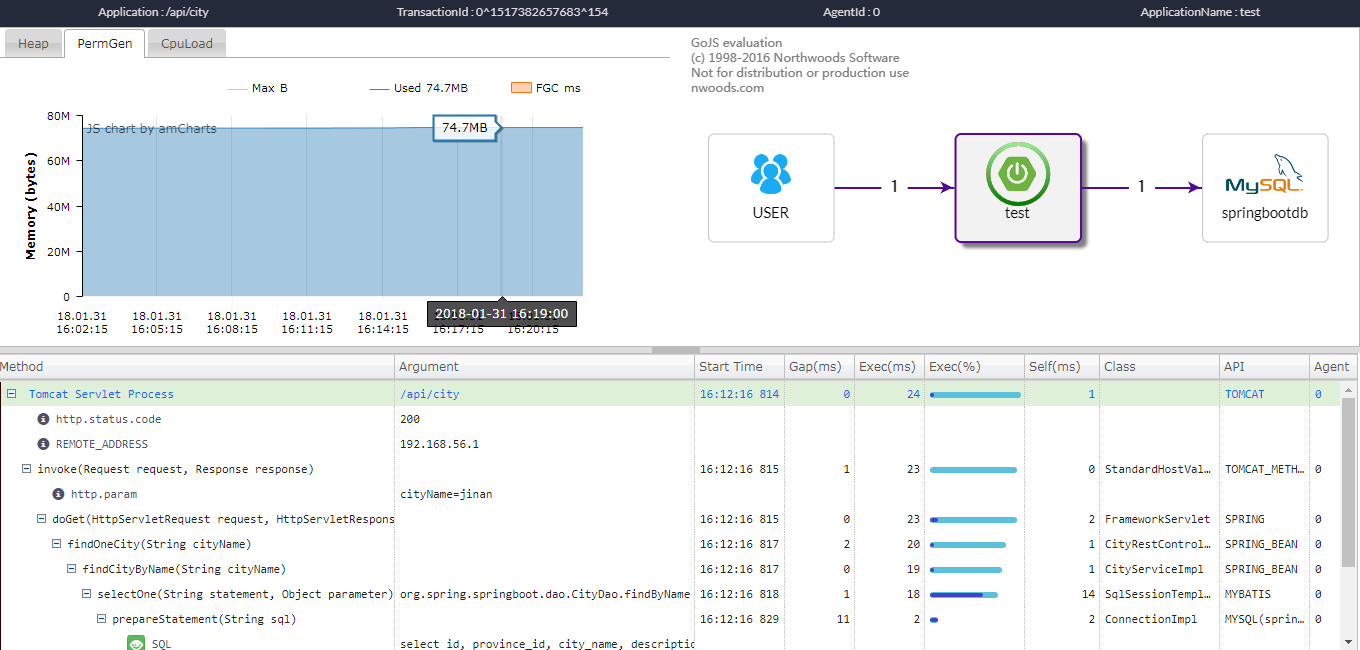 Application : /api/city TransactionId : 0^1517382657683^154 AgentId : 0 ApplicationName : test
Heap PermGen CpuLoad
Max B Used 74.7MB FGC ms
JS chart by amCharts
74.7MB
Memory (bytes)
80M
60M
40M
20M
0
18.01.31 18.01.31 18.01.31 18.01.31 18.01.31
16:02:15 16:05:15 16:08:15 16:11:15 16:14:15 16:17:15 16:20:15
2018-01-31 16:19:00
GoJS evaluation
(c) 1998-2016 Northwoods Software
Not for distribution or production use
nwoods.com
USER
1
test
1
MySQL
springbootdb
Method Argument Start Time Gap(ms) Exec(ms) Exec(%) Self(ms) Class API Agent
Tomcat Servlet Process /api/city 16:12:16 814 0 24 1 TOMCAT 0
http.status.code 200
REMOTE_ADDRESS 192.168.56.1
invoke(Request request, Response response) 16:12:16 815 1 23 0 StandardHostVal… TOMCAT_METH… 0
http.param cityName=jinan
doGet(HttpServletRequest request, HttpServletRespons 16:12:16 815 0 23 2 FrameworkServlet SPRING 0
findOneCity(String cityName) 16:12:16 817 2 20 1 CityRestControl… SPRING_BEAN 0
findCityByName(String cityName) 16:12:16 817 0 19 1 CityServiceImpl SPRING_BEAN 0
selectOne(String statement, Object parameter) org.spring.springboot.dao.CityDao.findByName 16:12:16 818 1 18 14 SqlSessionTempl… MYBATIS 0
prepareStatement(String sql) 16:12:16 829 11 2 2 ConnectionImpl MYSQL(sprin… 0
SQL select id, province_id, city_name, descriptio